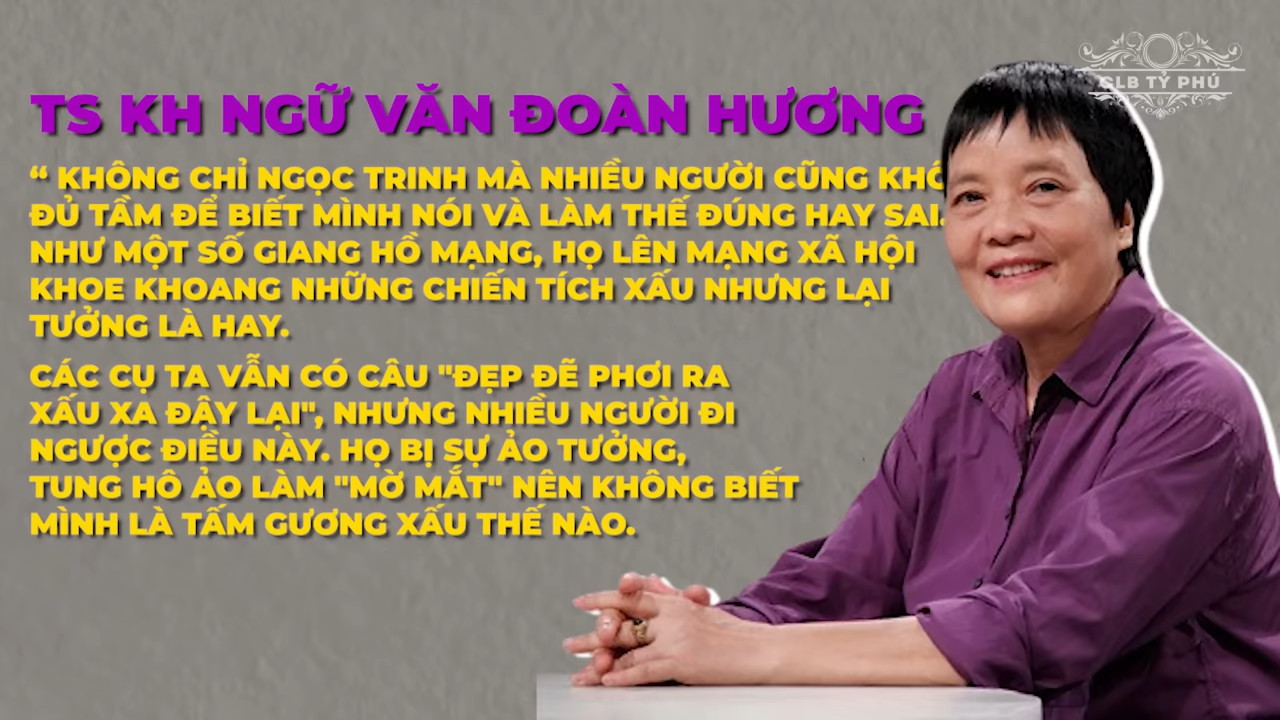 CLB TỶ PHÚ
TS KH NGỮ VĂN ĐOÀN HƯƠNG
“ KHÔNG CHỈ NGỌC TRINH MÀ NHIỀU NGƯỜI CŨNG KHÓ
ĐỦ TẦM ĐỂ BIẾT MÌNH NÓI VÀ LÀM THẾ ĐÚNG HAY SAI.
NHƯ MỘT SỐ GIANG HỒ MẠNG, HỌ LÊN MẠNG XÃ HỘI
KHOE KHOANG NHỮNG CHIẾN TÍCH XẤU NHƯNG LẠI
TƯỞNG LÀ HAY.
CÁC CỤ TA VẪN CÓ CÂU "ĐẸP ĐẼ PHƠI RA
XẤU XA ĐẬY LẠI", NHƯNG NHIỀU NGƯỜI ĐI
NGƯỢC ĐIỀU NÀY. HỌ BỊ SỰ ẢO TƯỞNG,
TUNG HÔ ẢO LÀM "MỜ MẮT" NÊN KHÔNG BIẾT
MÌNH LÀ TẤM GƯƠNG XẤU THẾ NÀO.